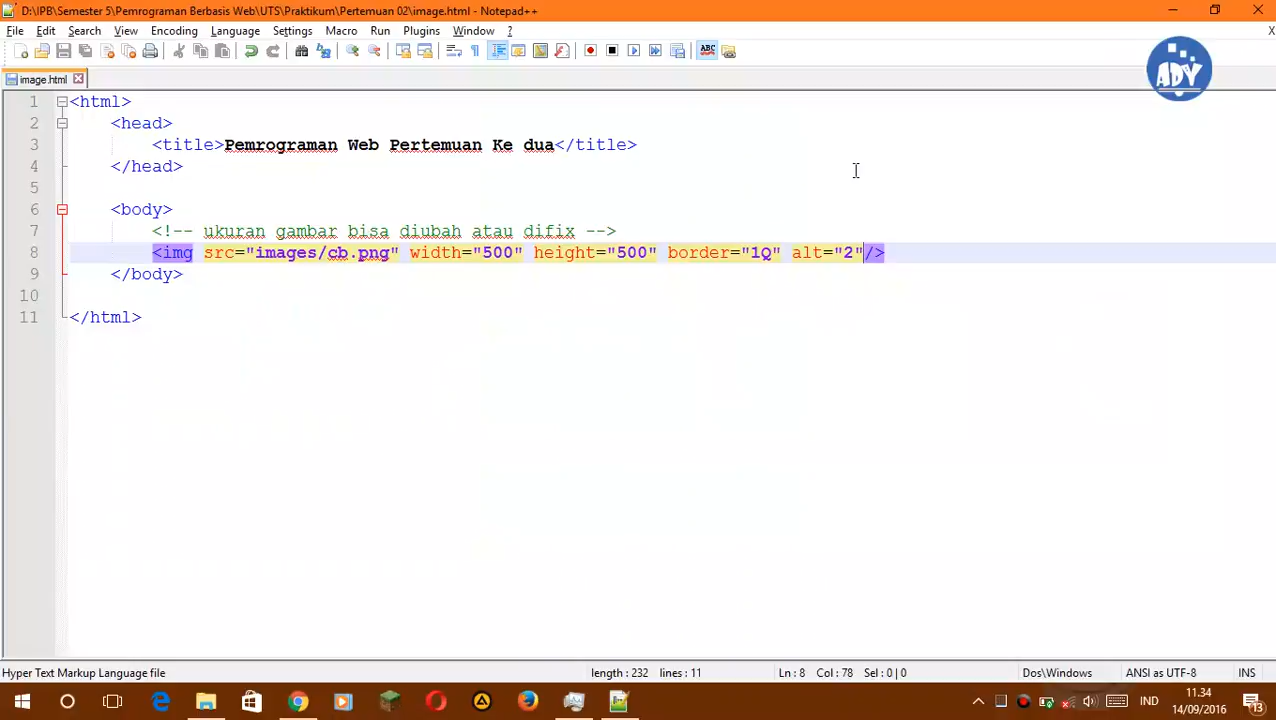 D:\IPB\Semester 5\Pemrograman Berbasis Web\UTS\Praktikum\Pertemuan 02\image.html - Notepad++
File Edit Search View Encoding Language Settings Macro Run Plugins Window ? X
ABC
ADY
image.html
1 <html>
2 <head>
3 <title>Pemrograman Web Pertemuan Ke dua</title>
4 </head>
5
6 <body>
7 <!-- ukuran gambar bisa diubah atau difix -->
8 <img src="images/cb.png" width="500" height="500" border="1Q" alt="2"/>
9 </body>
10
11 </html>
Hyper Text Markup Language file length : 232 lines : 11 Ln : 8 Col : 78 Sel : 0 | 0 Dos\Windows ANSI as UTF-8 INS
IND 11.34
14/09/2016 13